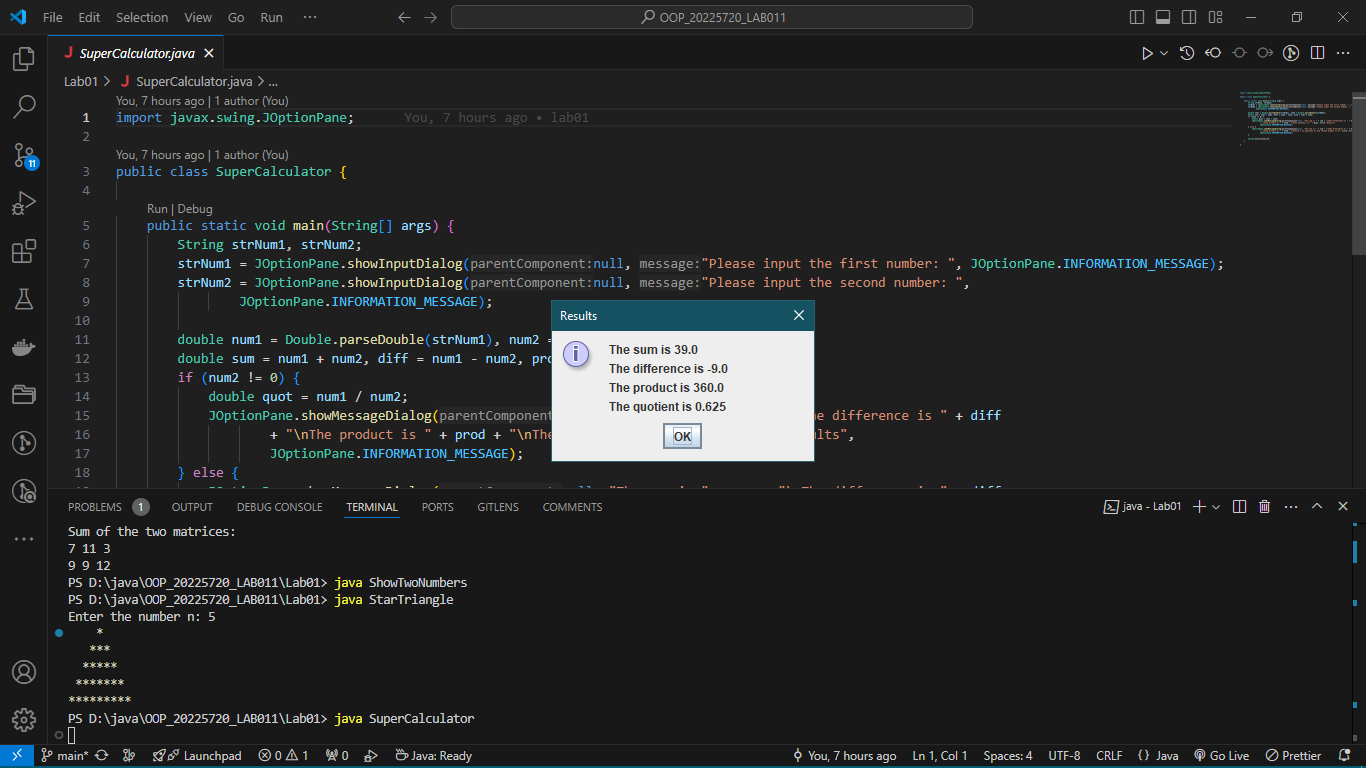 File Edit Selection View Go Run ··· OOP_20225720_LAB011
SuperCalculator.java
Lab01 > SuperCalculator.java > ...
You, 7 hours ago | 1 author (You)
1 import javax.swing.JOptionPane; You, 7 hours ago • lab01
2
You, 7 hours ago | 1 author (You)
3 public class SuperCalculator {
4
Run | Debug
5 public static void main(String[] args) {
6 String strNum1, strNum2;
7 strNum1 = JOptionPane.showInputDialog(parentComponent:null, message:"Please input the first number: ", JOptionPane.INFORMATION_MESSAGE);
8 strNum2 = JOptionPane.showInputDialog(parentComponent:null, message:"Please input the second number: ",
9 JOptionPane.INFORMATION_MESSAGE);
10
11 double num1 = Double.parseDouble(strNum1), num2 =
12 double sum = num1 + num2, diff = num1 - num2, pro
13 if (num2 != 0) {
14 double quot = num1 / num2;
15 JOptionPane.showMessageDialog(parentComponent he difference is " + diff
16 + "\nThe product is " + prod + "\nThe ults",
17 JOptionPane.INFORMATION_MESSAGE);
18 } else {
Results
The sum is 39.0
The difference is -9.0
The product is 360.0
The quotient is 0.625
OK
PROBLEMS 1 OUTPUT DEBUG CONSOLE TERMINAL PORTS GITLENS COMMENTS java - Lab01
Sum of the two matrices:
7 11 3
9 9 12
PS D:\java\OOP_20225720_LAB011\Lab01> java ShowTwoNumbers
PS D:\java\OOP_20225720_LAB011\Lab01> java StarTriangle
Enter the number n: 5
*
***
*****
*******
*********
PS D:\java\OOP_20225720_LAB011\Lab01> java SuperCalculator
11
main* Launchpad 0 1 0 Java: Ready You, 7 hours ago Ln 1, Col 1 Spaces: 4 UTF-8 CRLF { } Java Go Live Prettier